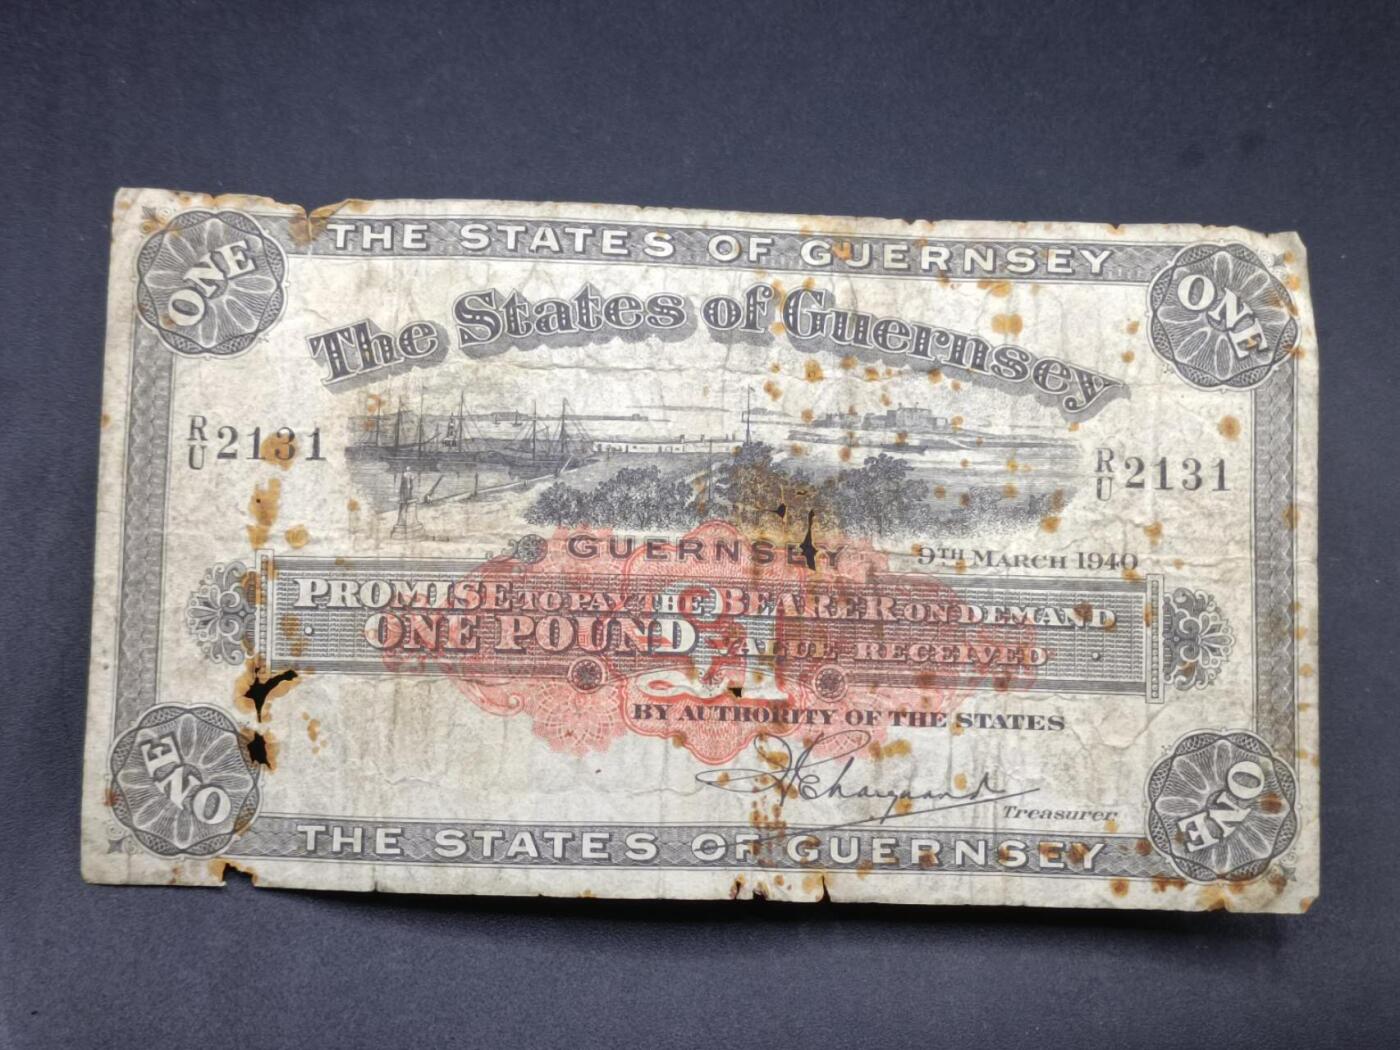 THE STATES OF GUERNSEY
ONE
ONE
The States of Guernsey
R/U 2131
R/U 2131
GUERNSEY 9TH MARCH 1940
PROMISE TO PAY THE BEARER ON DEMAND
ONE POUND VALUE RECEIVED
£1
BY AUTHORITY OF THE STATES
Treasurer
ONE
ONE
THE STATES OF GUERNSEY